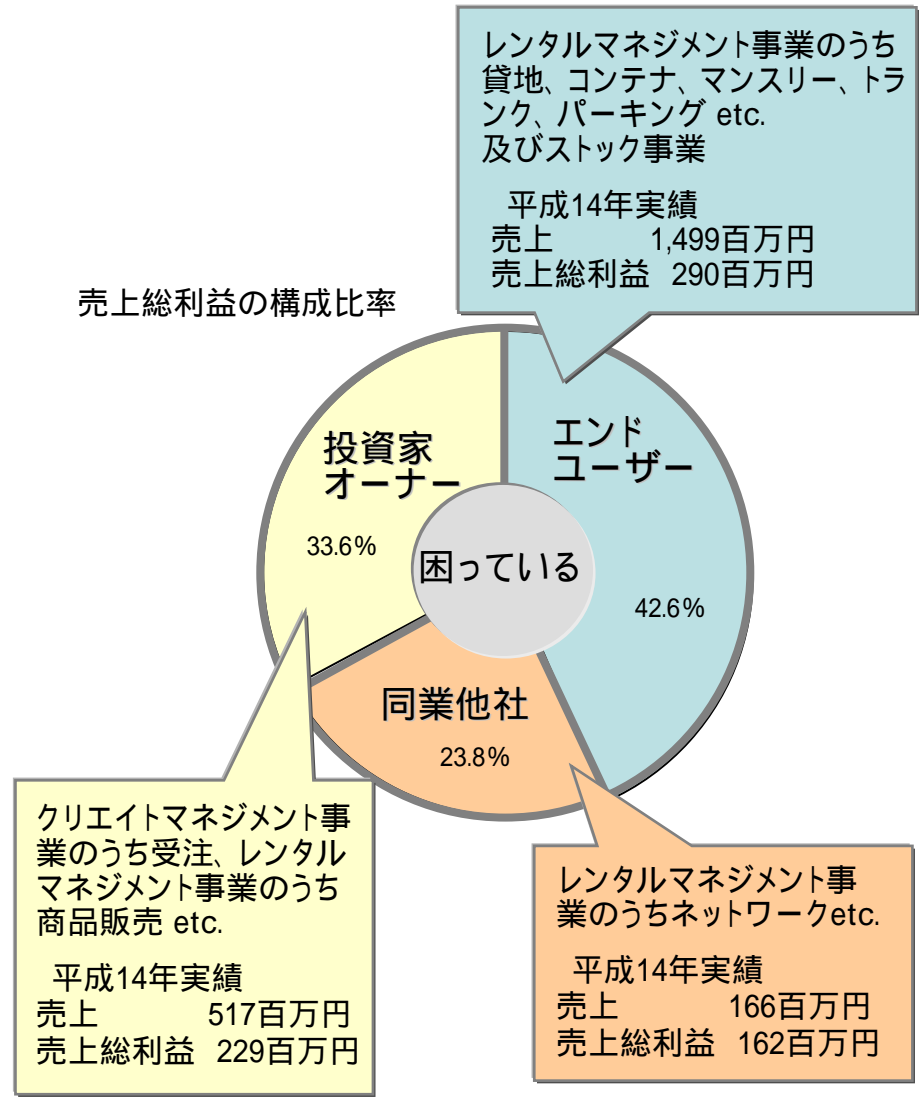 レンタルマネジメント事業のうち
貸地、コンテナ、マンスリー、トラ
ンク、パーキング etc.
及びストック事業
平成14年実績
売上 1,499百万円
売上総利益 290百万円
売上総利益の構成比率
投資家
オーナー
33.6%
エンド
ユーザー
42.6%
困っている
同業他社
23.8%
クリエイトマネジメント事
業のうち受注、レンタル
マネジメント事業のうち
商品販売 etc.
平成14年実績
売上 517百万円
売上総利益 229百万円
レンタルマネジメント事
業のうちネットワークetc.
平成14年実績
売上 166百万円
売上総利益 162百万円